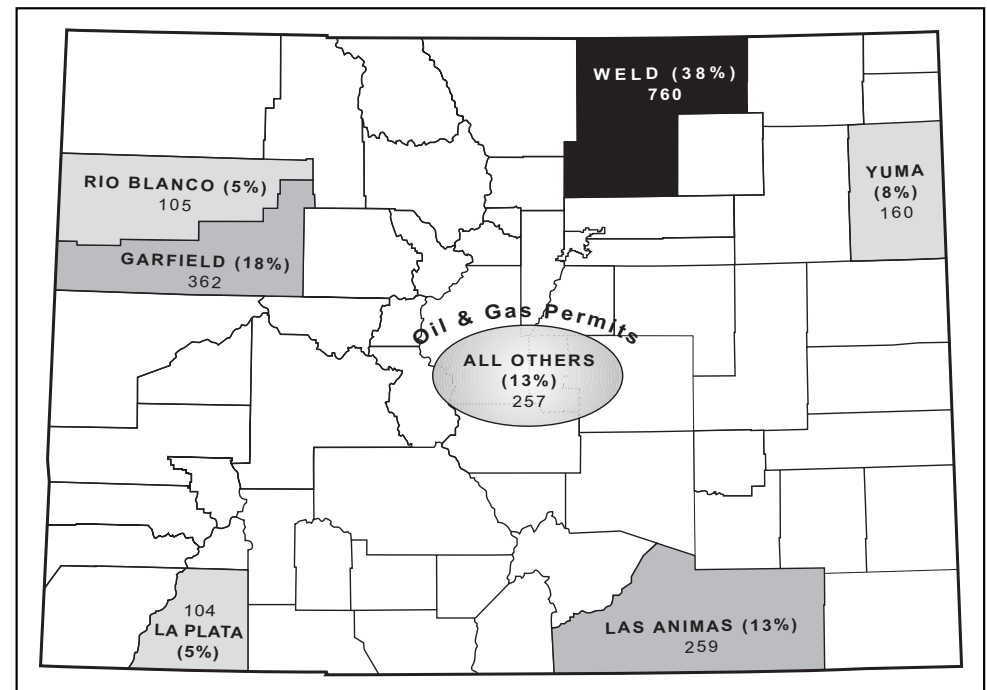 WELD (38%)
760
YUMA
(8%)
160
RIO BLANCO (5%)
105
GARFIELD (18%)
362
Oil & Gas Permits
ALL OTHERS
(13%)
257
104
LA PLATA
(5%)
LAS ANIMAS (13%)
259